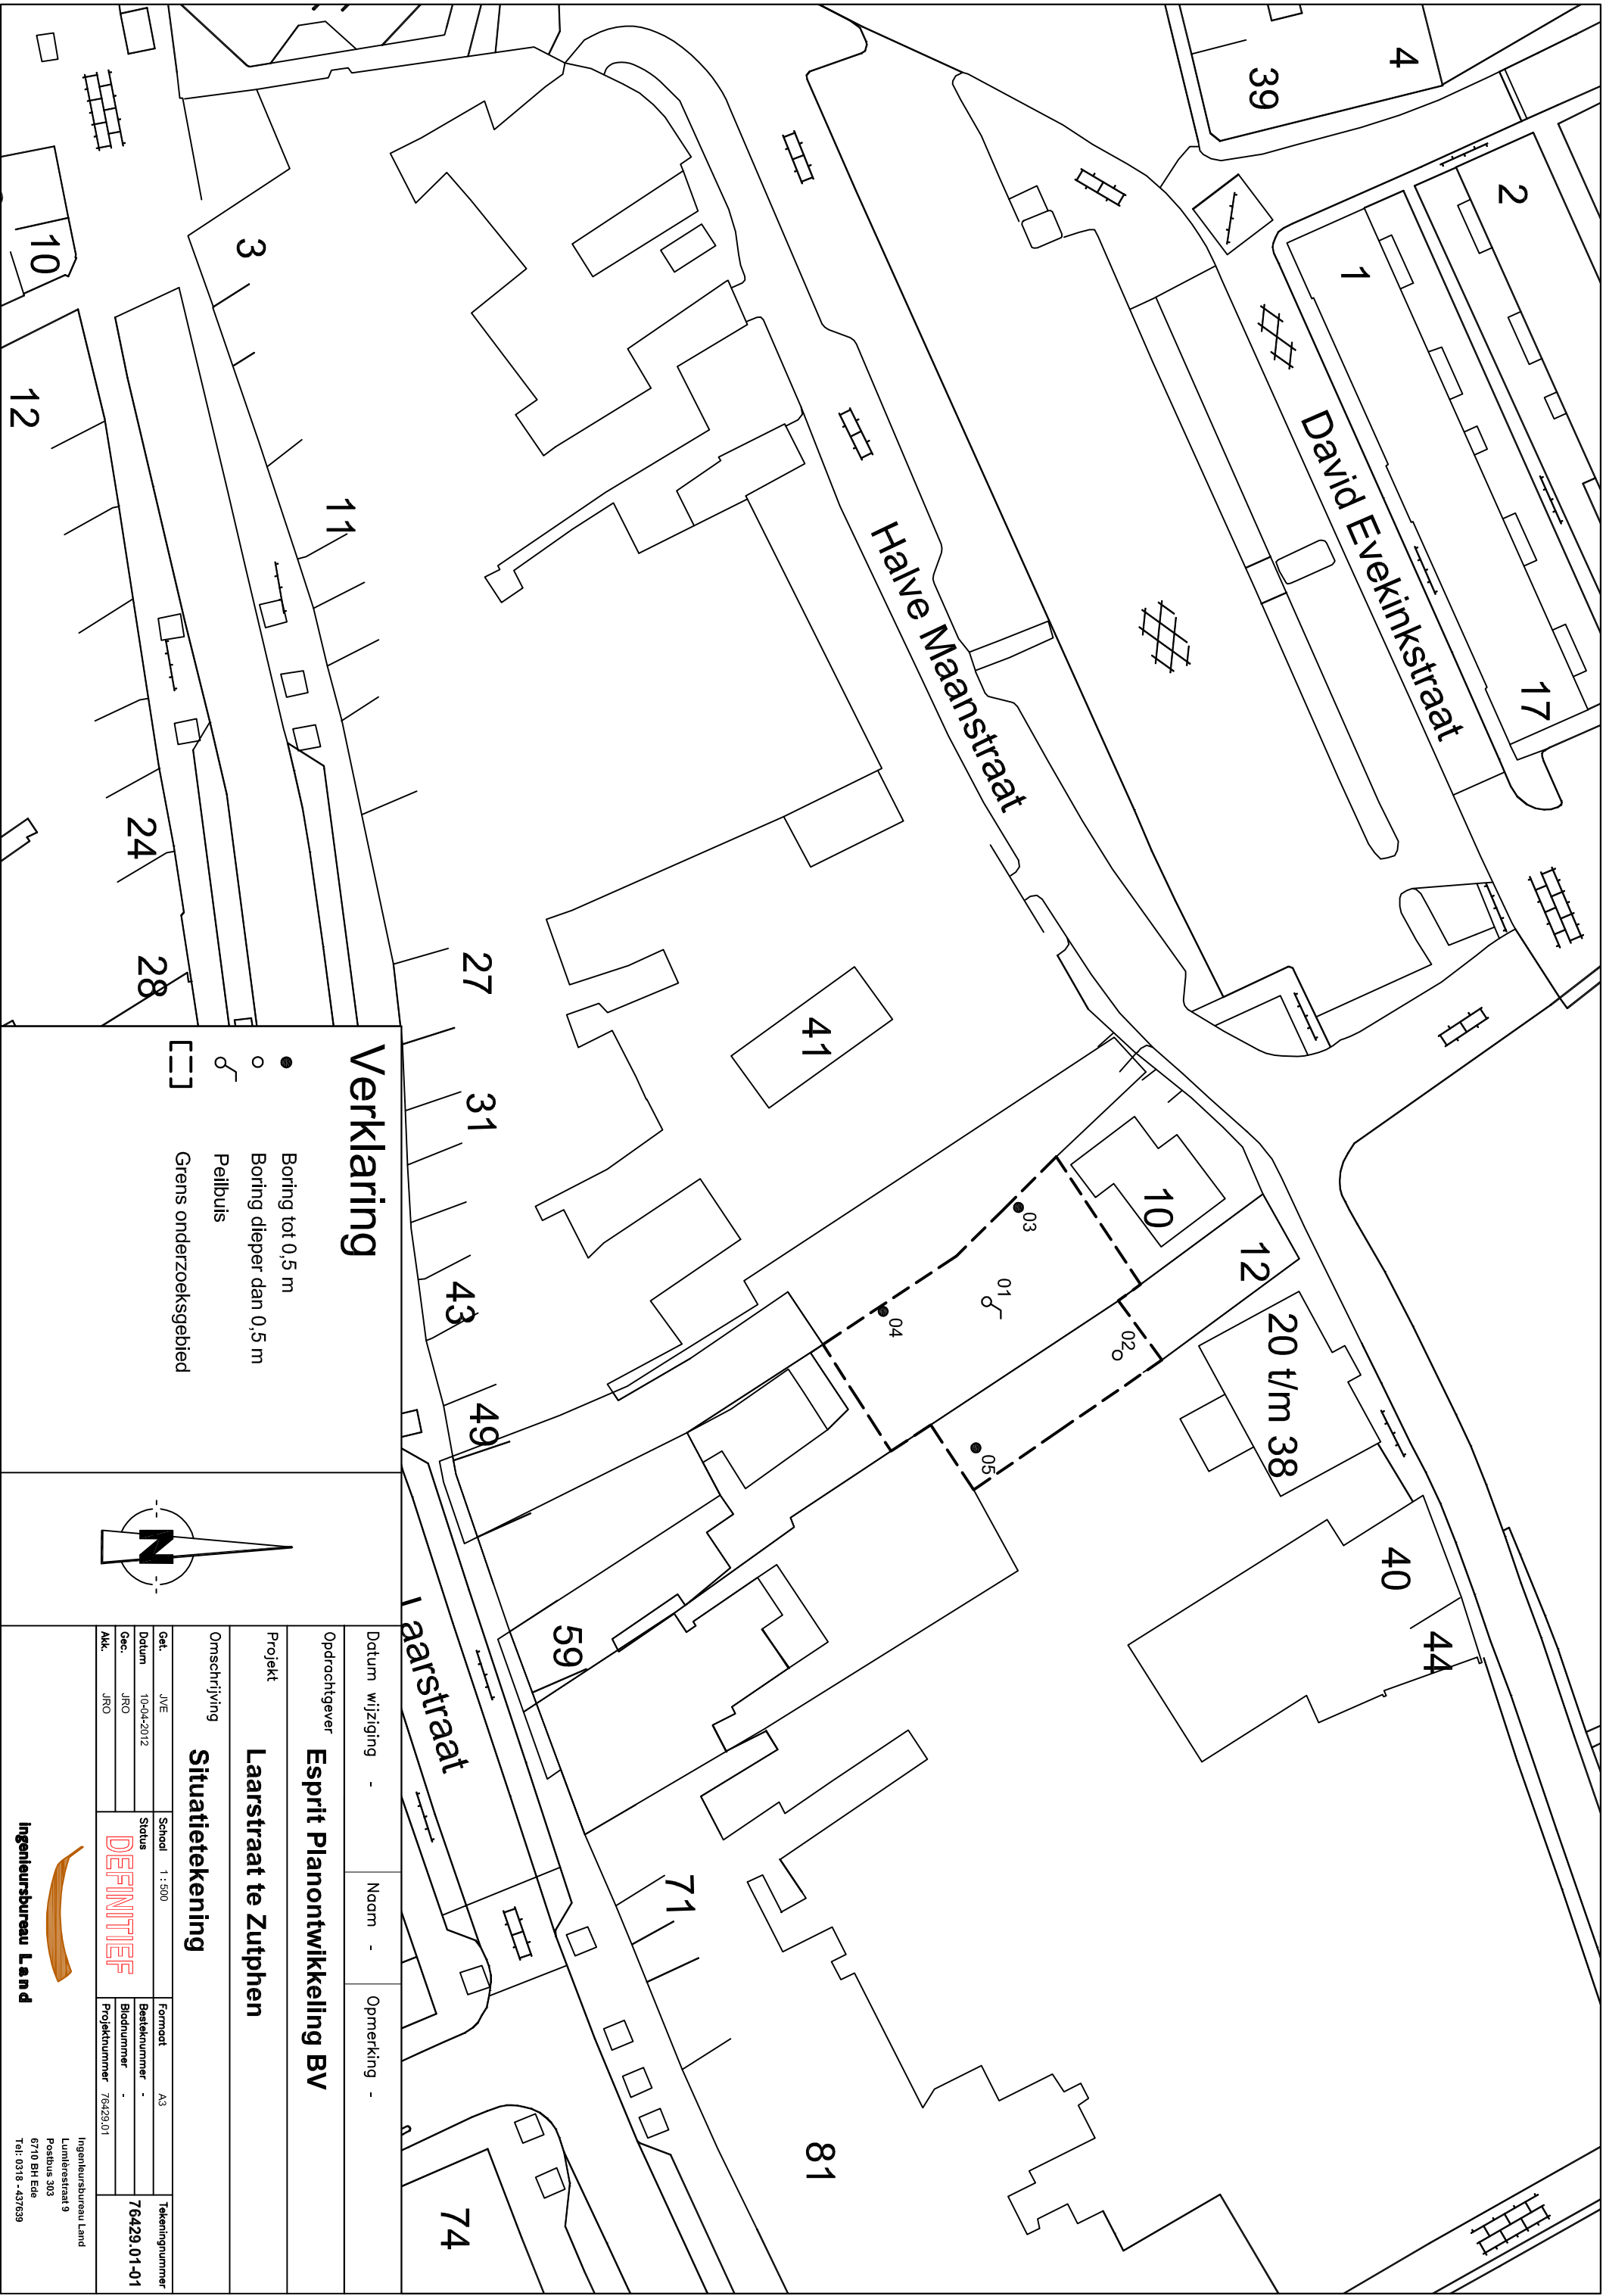 4
39
2
1
17
David Evekinkstraat
Halve Maanstraat
3
10
12
11
24
28
27
31
41
43
49
59
10
12
20 t/m 38
40
44
71
81
74
Laarstraat
03
01
02
04
05
Verklaring
Boring tot 0,5 m
Boring dieper dan 0,5 m
Peilbuis
Grens onderzoeksgebied
N
Datum wijziging - Naam - Opmerking -
Opdrachtgever Esprit Planontwikkeling BV
Projekt Laarstraat te Zutphen
Omschrijving Situatietekening
Get. JVE Schaal 1 : 500 Formaat A3 Tekeningnummer
Datum 10-04-2012 Status Besteknummer -
Gec. JRO DEFINITIEF Bladnummer - 76429.01-01
Akk. JRO Projektnummer 76429.01
Ingenieursbureau Land
Ingenieursbureau Land
Lumièrestraat 9
Postbus 303
6710 BH Ede
Tel: 0318 - 437639